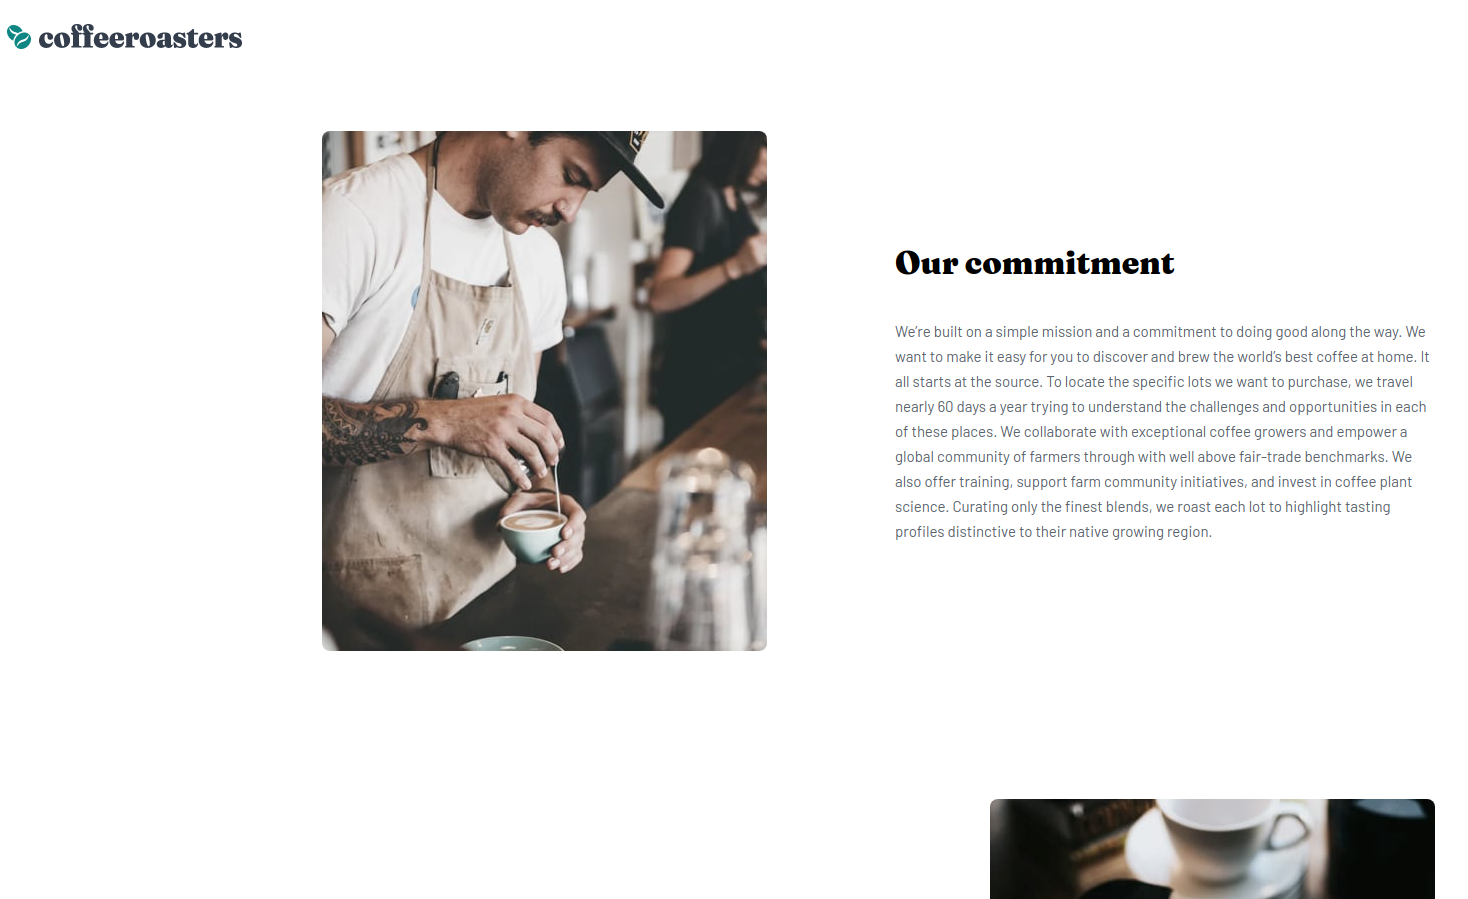 coffeeroasters
Our commitment
We’re built on a simple mission and a commitment to doing good along the way. We
want to make it easy for you to discover and brew the world’s best coffee at home. It
all starts at the source. To locate the specific lots we want to purchase, we travel
nearly 60 days a year trying to understand the challenges and opportunities in each
of these places. We collaborate with exceptional coffee growers and empower a
global community of farmers through with well above fair-trade benchmarks. We
also offer training, support farm community initiatives, and invest in coffee plant
science. Curating only the finest blends, we roast each lot to highlight tasting
profiles distinctive to their native growing region.